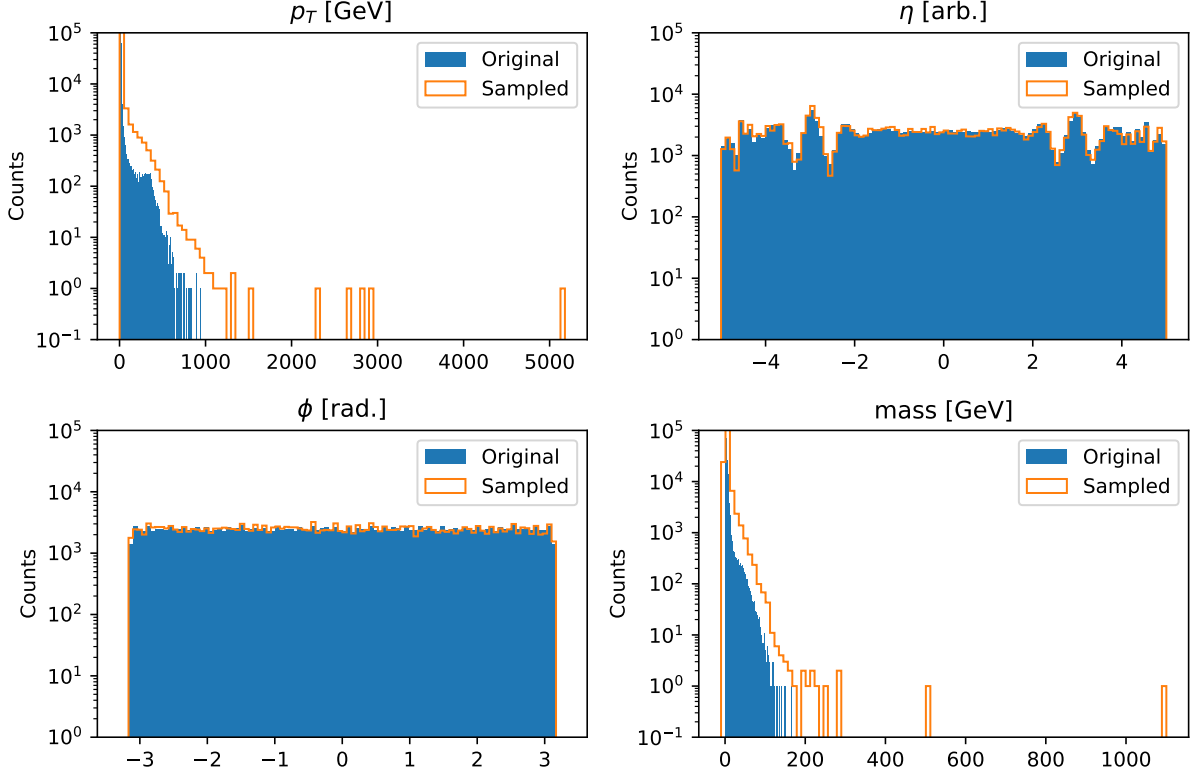 p_T [GeV]
Counts
10^5
10^4
10^3
10^2
10^1
10^0
10^−1
Original
Sampled
0 1000 2000 3000 4000 5000
η [arb.]
Counts
10^5
10^4
10^3
10^2
10^1
10^0
Original
Sampled
−4 −2 0 2 4
ϕ [rad.]
Counts
10^5
10^4
10^3
10^2
10^1
10^0
Original
Sampled
−3 −2 −1 0 1 2 3
mass [GeV]
Counts
10^5
10^4
10^3
10^2
10^1
10^0
10^−1
Original
Sampled
0 200 400 600 800 1000